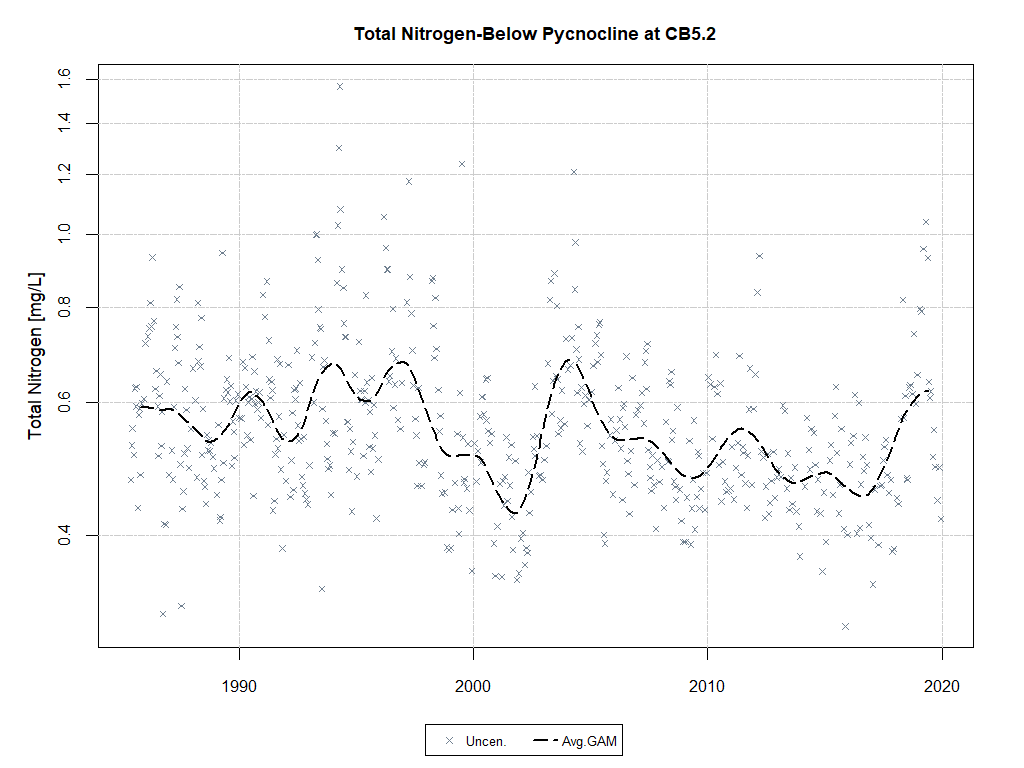 Total Nitrogen-Below Pycnocline at CB5.2
Total Nitrogen [mg/L]
1.6
1.4
1.2
1.0
0.8
0.6
0.4
1990 2000 2010 2020
Uncen. Avg.GAM